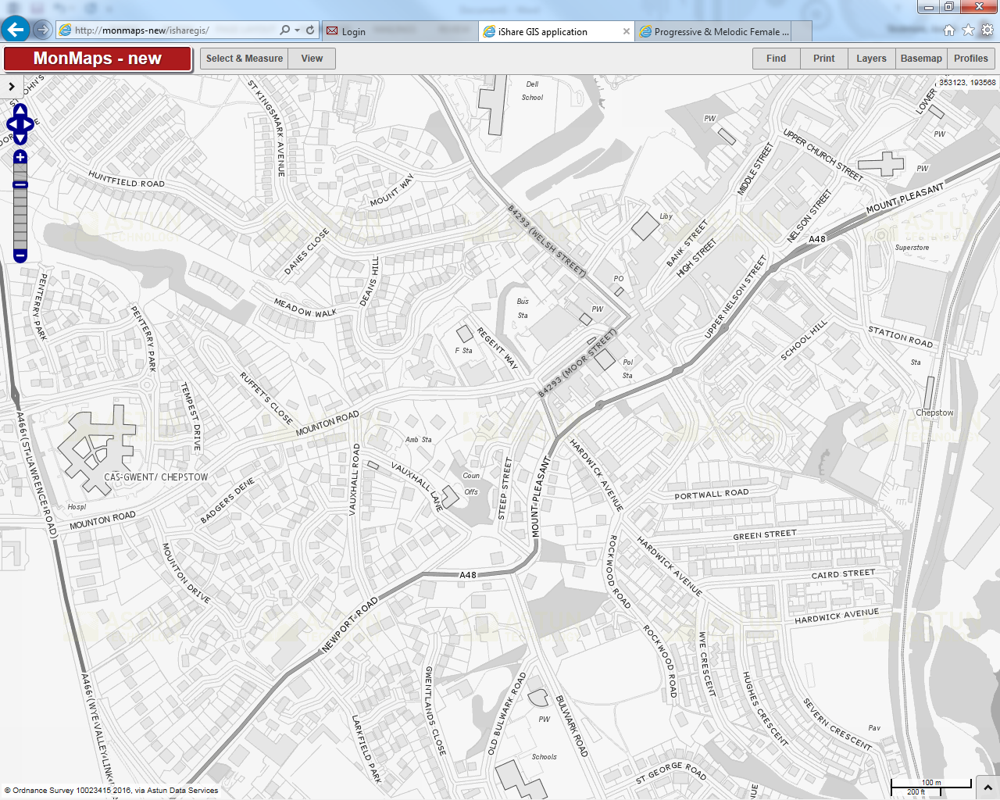 http://monmaps-new/isharegis/
Login
iShare GIS application
Progressive & Melodic Female ...
MonMaps - new
Select & Measure
View
Find
Print
Layers
Basemap
Profiles
353123, 193568
ST KINGSMARK AVENUE
Dell
School
PW
LOWER
PW
UPPER CHURCH STREET
PW
MIDDLE STREET
HUNTFIELD ROAD
MOUNT WAY
MOUNT PLEASANT
NELSON STREET
B4293 (WELSH STREET)
Liby
A48
Superstore
DANES CLOSE
BANK STREET
HIGH STREET
UPPER NELSON STREET
DEANS HILL
PO
PENTERRY PARK
MEADOW WALK
Bus
Sta
PW
PENTERRY PARK
REGENT WAY
F Sta
B4293 (MOOR STREET)
SCHOOL HILL
STATION ROAD
Pol
Sta
Sta
RUFFETS CLOSE
TEMPEST DRIVE
MOUNTON ROAD
Chepstow
A466 (ST LAWRENCE ROAD)
Amb Sta
HARDWICK AVENUE
CAS-GWENT/ CHEPSTOW
VAUXHALL ROAD
VAUXHALL LANE
Coun
Offs
STEEP STREET
MOUNT PLEASANT
BADGERS DENE
PORTWALL ROAD
Hospl
MOUNTON ROAD
GREEN STREET
MOUNTON DRIVE
ROCKWOOD ROAD
HARDWICK AVENUE
A48
CAIRD STREET
NEWPORT ROAD
HARDWICK AVENUE
ROCKWOOD ROAD
WYE CRESCENT
A466 (WYE VALLEY LINK
GWENTLANDS CLOSE
OLD BULWARK ROAD
BULWARK ROAD
HUGHES CRESCENT
SEVERN CRESCENT
PW
LARKFIELD PARK
Pav
Schools
ST GEORGE ROAD
ASTUN
TECHNOLOGY
100 m
200 ft
© Ordnance Survey 10023415 2016, via Astun Data Services